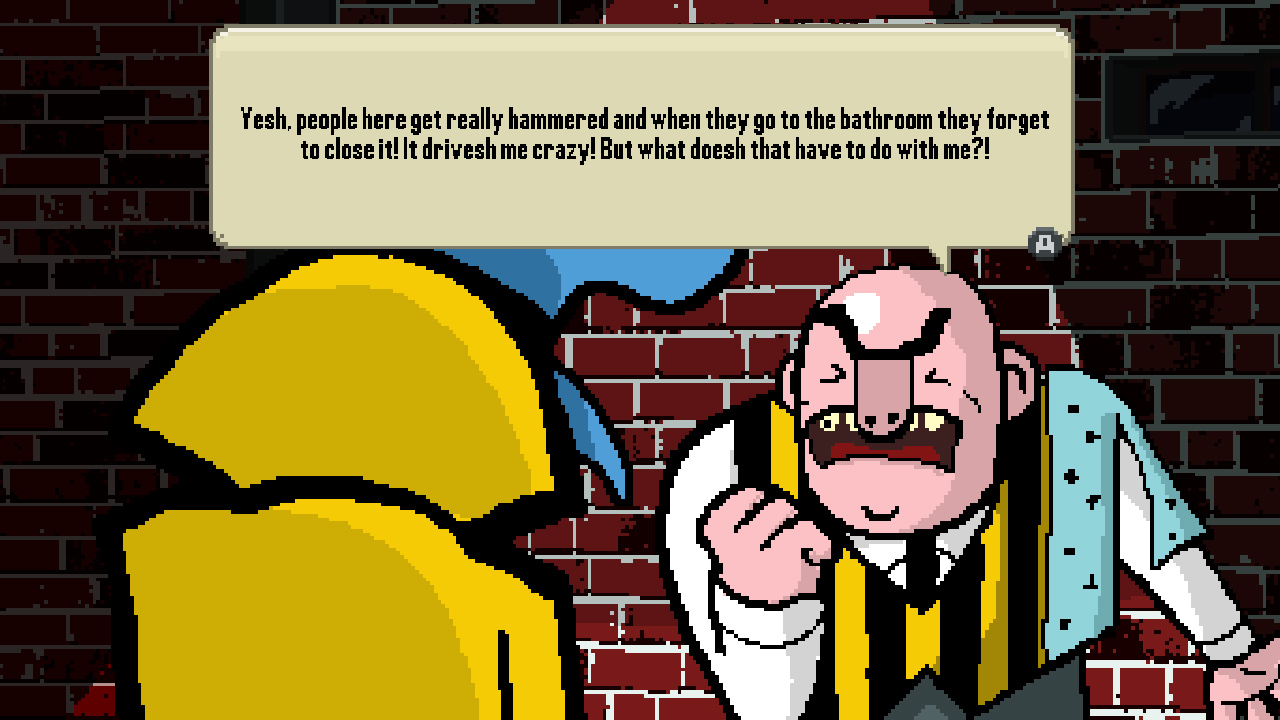 Yesh, people here get really hammered and when they go to the bathroom they forget
to close it! It drivesh me crazy! But what doesh that have to do with me?!
A